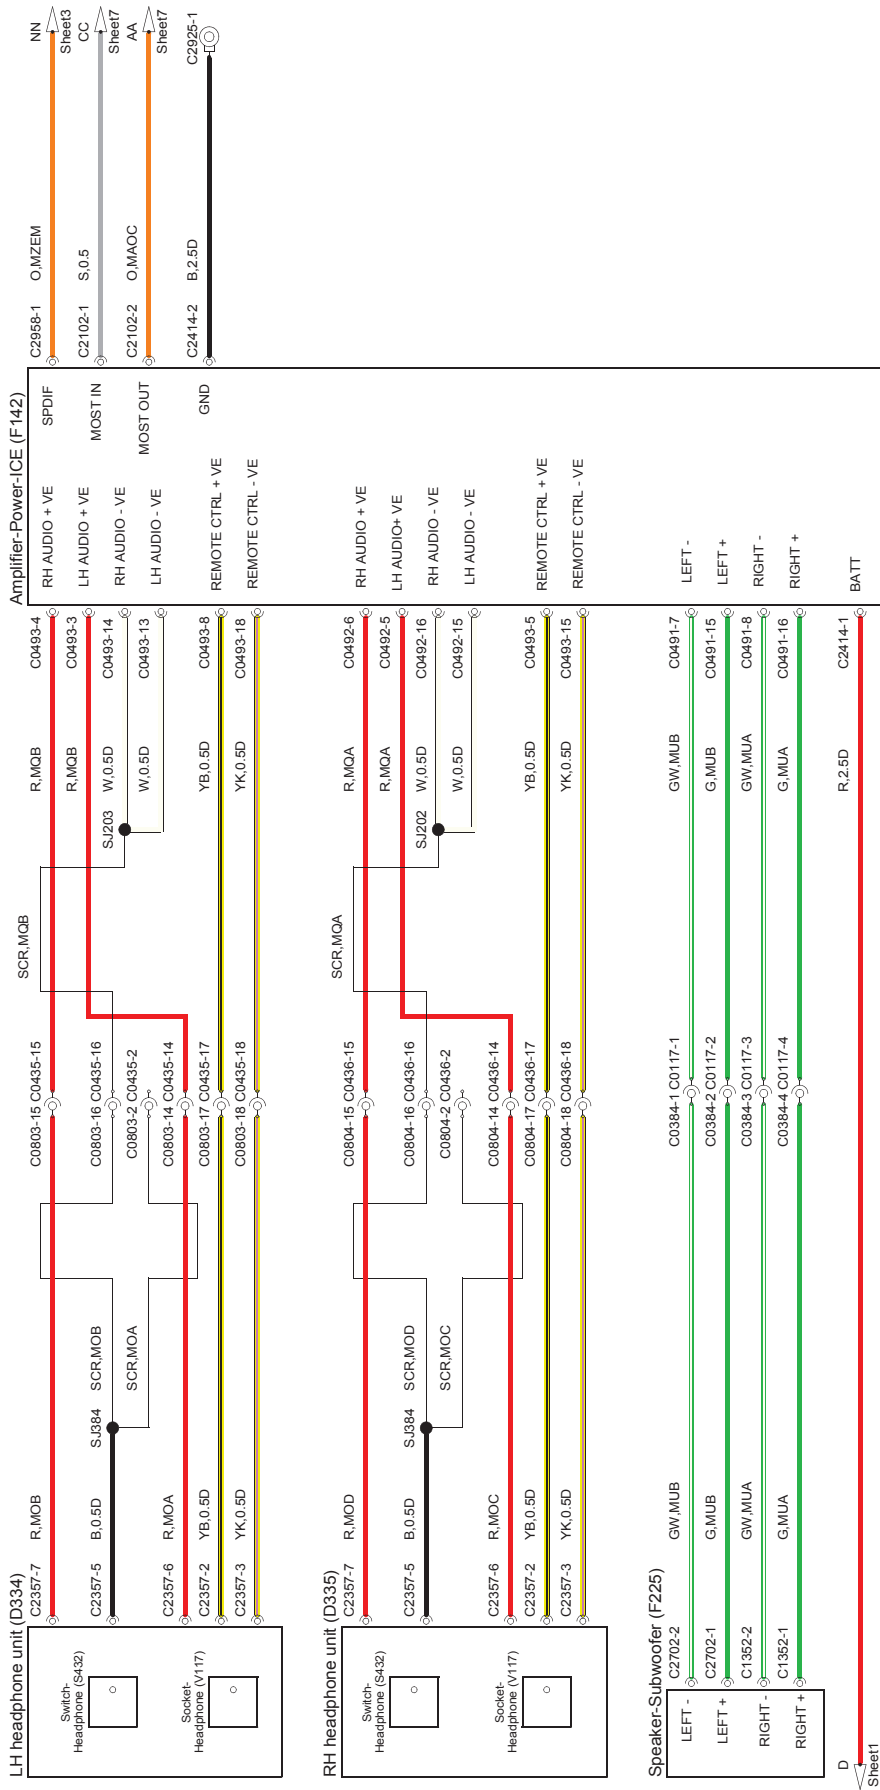 LH headphone unit (D334)
Switch-
Headphone (S432)
Socket-
Headphone (V117)
C2357-7
R,MOB
C0803-15
C0435-15
R,MQB
C0493-4
RH AUDIO + VE
C2357-5
B,0.5D
SJ384
SCR,MOB
SCR,MOA
C0803-16
C0435-16
C0803-2
C0435-2
SCR,MQB
SJ203
R,MQB
C0493-3
LH AUDIO + VE
W,0.5D
C0493-14
RH AUDIO - VE
W,0.5D
C0493-13
LH AUDIO - VE
C2357-6
R,MOA
C0803-14
C0435-14
C2357-2
YB,0.5D
C0803-17
C0435-17
YB,0.5D
C0493-8
REMOTE CTRL + VE
C2357-3
YK,0.5D
C0803-18
C0435-18
YK,0.5D
C0493-18
REMOTE CTRL - VE
Amplifier-Power-ICE (F142)
SPDIF
C2958-1
O,MZEM
NN
Sheet3
MOST IN
C2102-1
S,0.5
CC
Sheet7
MOST OUT
C2102-2
O,MAOC
AA
Sheet7
GND
C2414-2
B,2.5D
C2925-1
RH headphone unit (D335)
Switch-
Headphone (S432)
Socket-
Headphone (V117)
C2357-7
R,MOD
C0804-15
C0436-15
R,MQA
C0492-6
RH AUDIO + VE
C2357-5
B,0.5D
SJ384
SCR,MOD
SCR,MOC
C0804-16
C0436-16
C0804-2
C0436-2
SCR,MQA
SJ202
R,MQA
C0492-5
LH AUDIO+ VE
W,0.5D
C0492-16
RH AUDIO - VE
W,0.5D
C0492-15
LH AUDIO - VE
C2357-6
R,MOC
C0804-14
C0436-14
C2357-2
YB,0.5D
C0804-17
C0436-17
YB,0.5D
C0493-5
REMOTE CTRL + VE
C2357-3
YK,0.5D
C0804-18
C0436-18
YK,0.5D
C0493-15
REMOTE CTRL - VE
Speaker-Subwoofer (F225)
LEFT -
C2702-2
GW,MUB
C0384-1
C0117-1
GW,MUB
C0491-7
LEFT -
LEFT +
C2702-1
G,MUB
C0384-2
C0117-2
G,MUB
C0491-15
LEFT +
RIGHT -
C1352-2
GW,MUA
C0384-3
C0117-3
GW,MUA
C0491-8
RIGHT -
RIGHT +
C1352-1
G,MUA
C0384-4
C0117-4
G,MUA
C0491-16
RIGHT +
D
Sheet1
R,2.5D
C2414-1
BATT